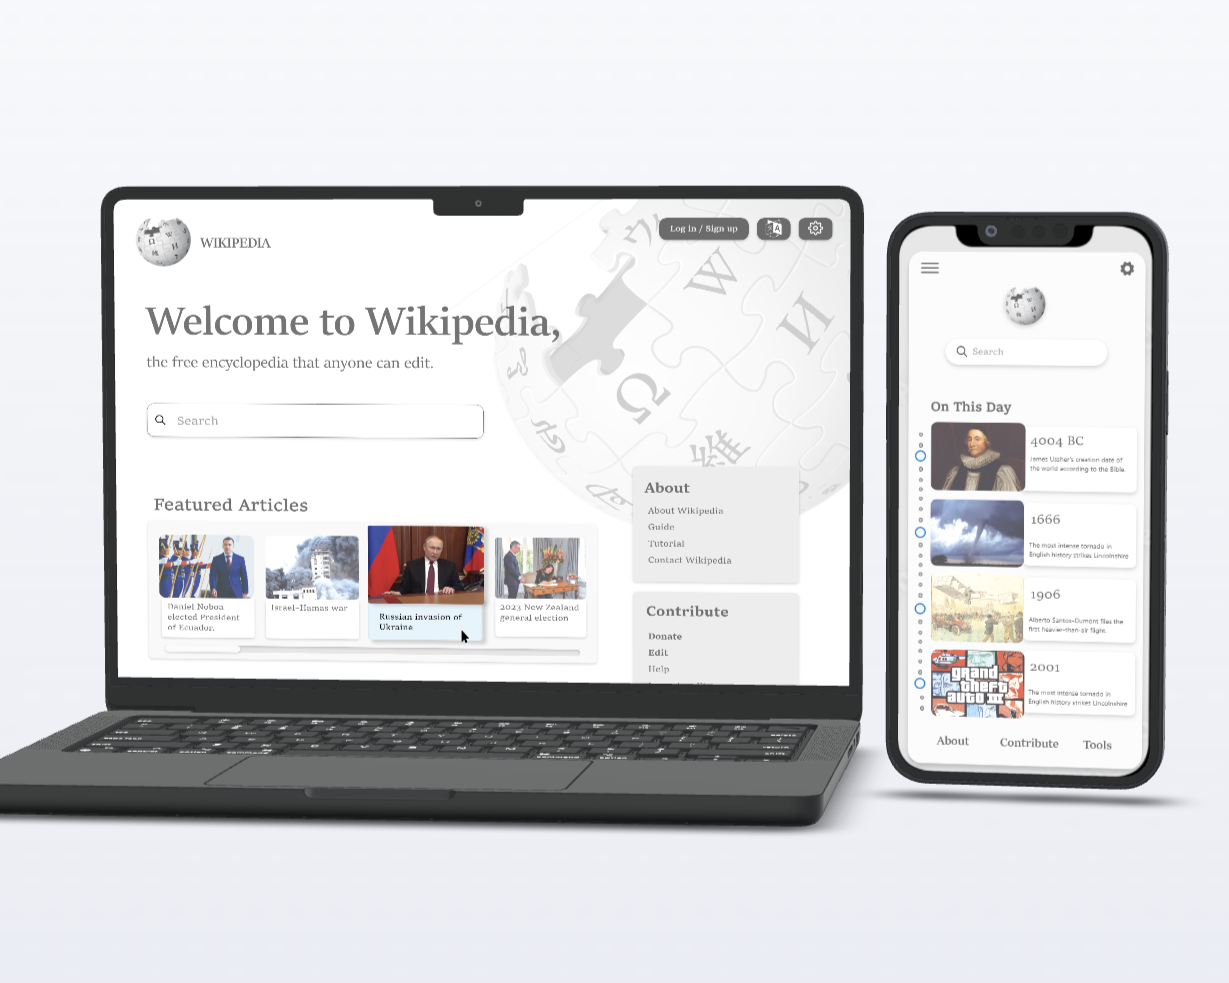 WIKIPEDIA
Log in / Sign up
Welcome to Wikipedia,
the free encyclopedia that anyone can edit.
Search
Featured Articles
Daniel Noboa
elected President
of Ecuador.
Israel-Hamas war
Russian invasion of
Ukraine
2023 New Zealand
general election
About
About Wikipedia
Guide
Tutorial
Contact Wikipedia
Contribute
Donate
Edit
Help
W
И
Ω
維
Search
On This Day
4004 BC
James Ussher's creation date of
the world according to the Bible.
1666
The most intense tornado in
English history strikes Lincolnshire
1906
Alberto Santos-Dumont flies the
first heavier-than-air flight.
grand
theft
auto III
2001
The most intense tornado in
English history strikes Lincolnshire
About
Contribute
Tools